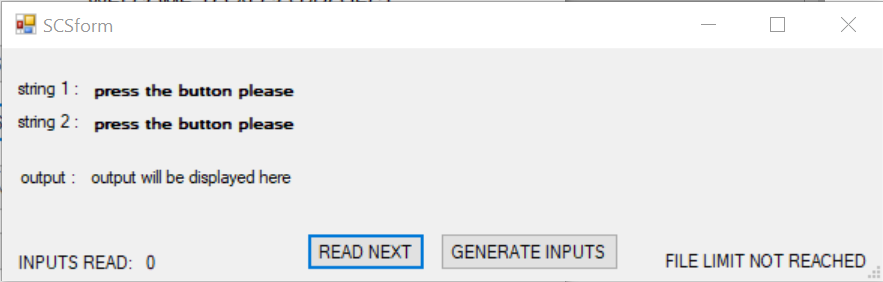 SCSform
string 1 : press the button please
string 2 : press the button please
output : output will be displayed here
READ NEXT GENERATE INPUTS
INPUTS READ: 0 FILE LIMIT NOT REACHED